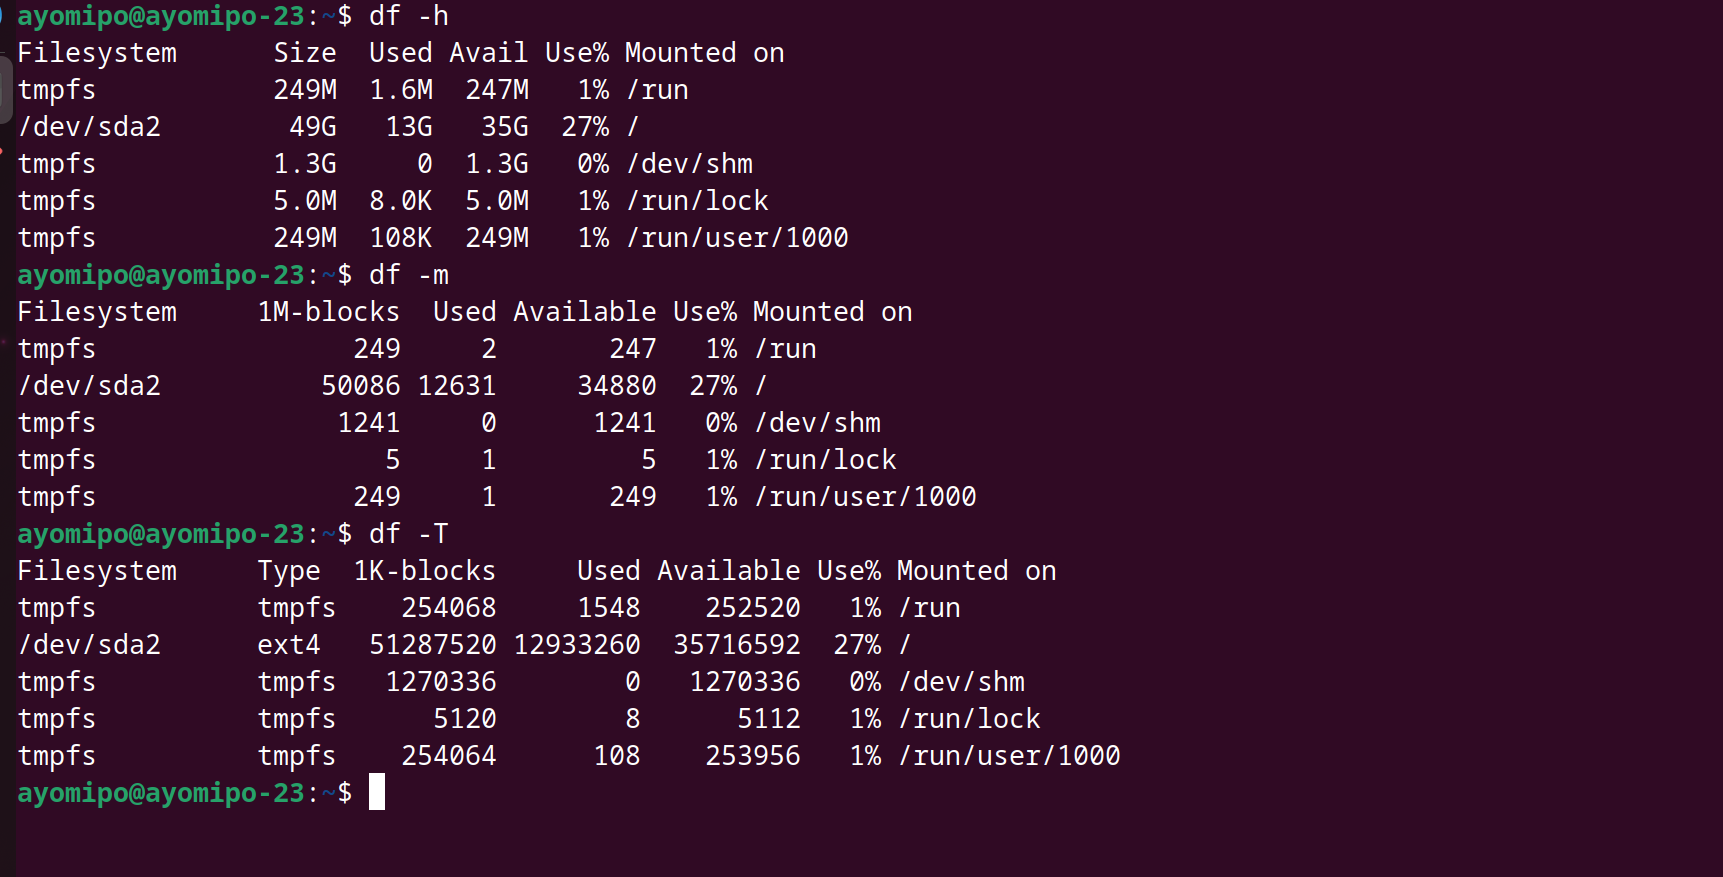 ayomipo@ayomipo-23:~$ df -h
Filesystem      Size  Used Avail Use% Mounted on
tmpfs           249M  1.6M  247M   1% /run
/dev/sda2        49G   13G   35G  27% /
tmpfs           1.3G     0  1.3G   0% /dev/shm
tmpfs           5.0M  8.0K  5.0M   1% /run/lock
tmpfs           249M  108K  249M   1% /run/user/1000
ayomipo@ayomipo-23:~$ df -m
Filesystem     1M-blocks  Used Available Use% Mounted on
tmpfs                249     2       247   1% /run
/dev/sda2          50086 12631     34880  27% /
tmpfs               1241     0      1241   0% /dev/shm
tmpfs                  5     1         5   1% /run/lock
tmpfs                249     1       249   1% /run/user/1000
ayomipo@ayomipo-23:~$ df -T
Filesystem     Type  1K-blocks     Used Available Use% Mounted on
tmpfs          tmpfs    254068     1548    252520   1% /run
/dev/sda2      ext4   51287520 12933260  35716592  27% /
tmpfs          tmpfs   1270336        0   1270336   0% /dev/shm
tmpfs          tmpfs      5120        8      5112   1% /run/lock
tmpfs          tmpfs    254064      108    253956   1% /run/user/1000
ayomipo@ayomipo-23:~$